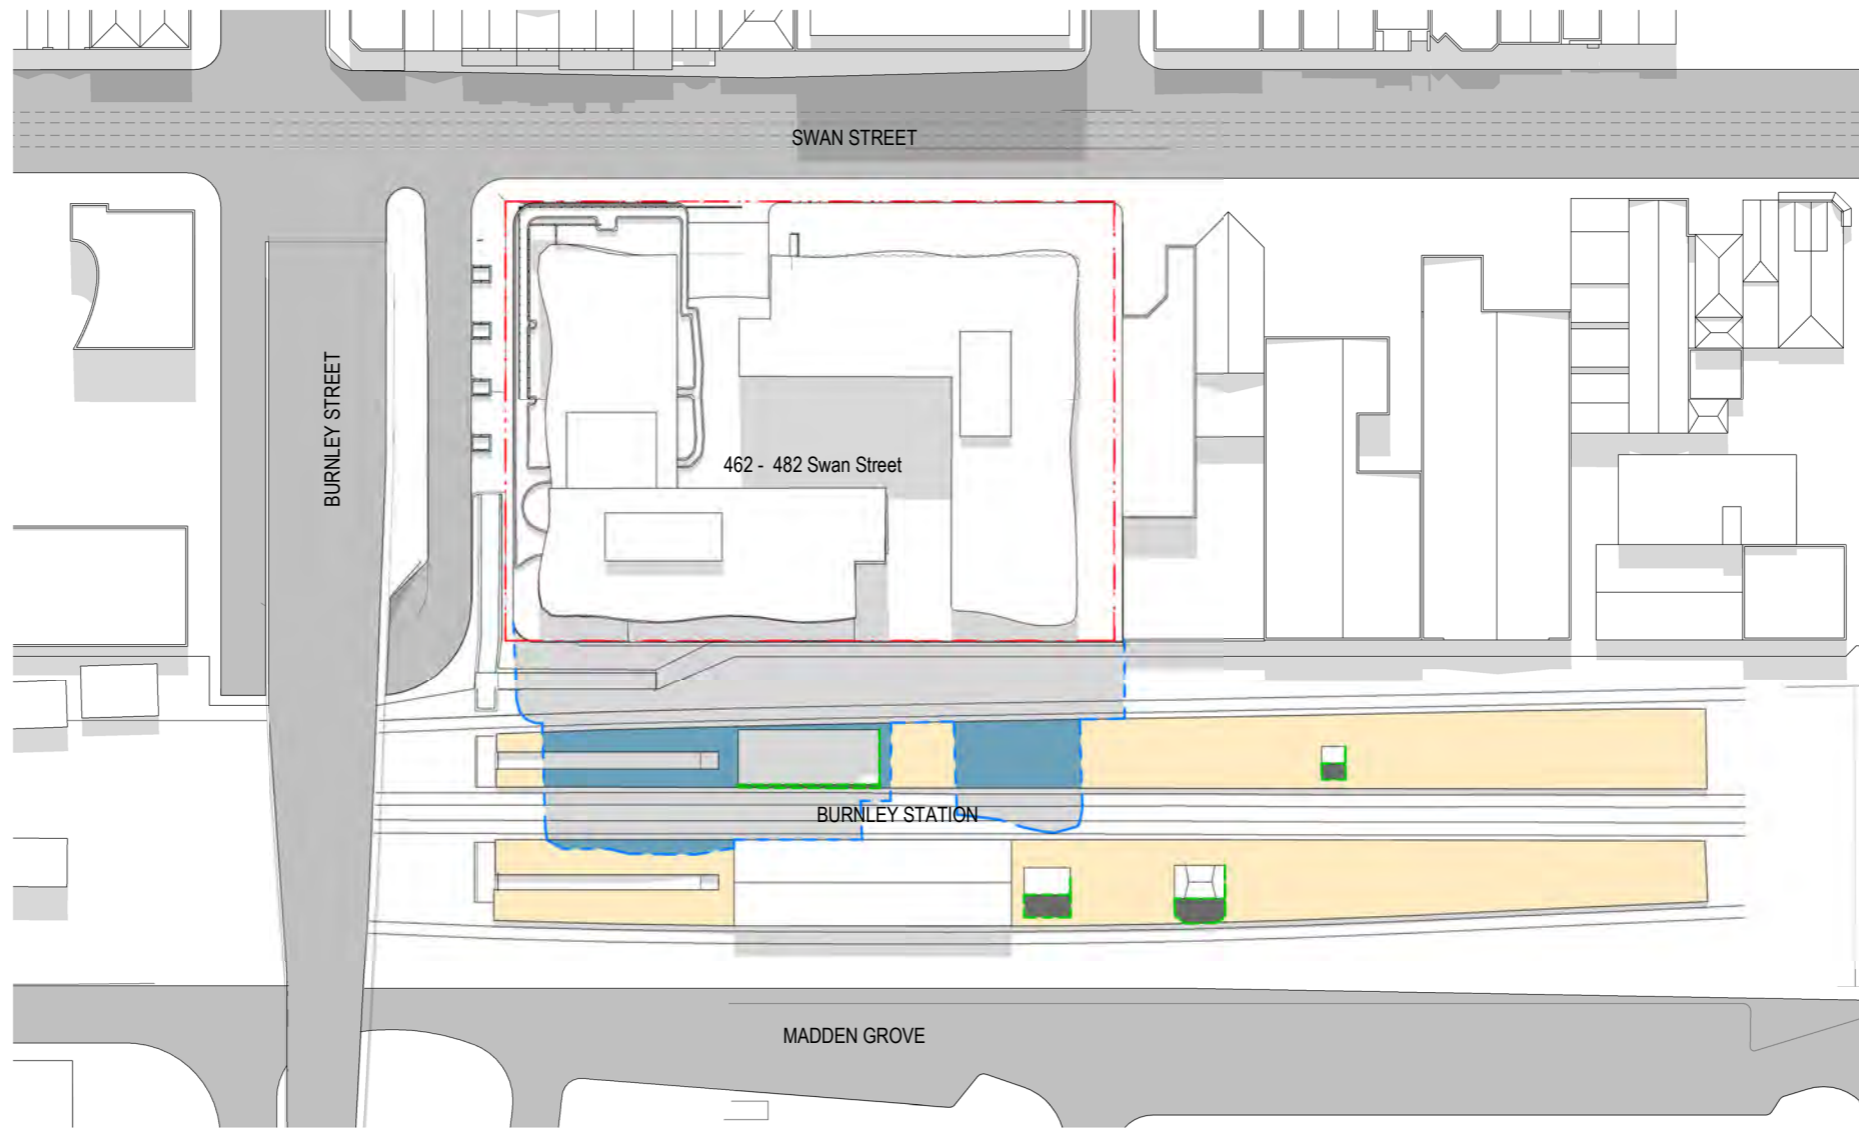 SWAN STREET
BURNLEY STREET
462 - 482 Swan Street
BURNLEY STATION
MADDEN GROVE